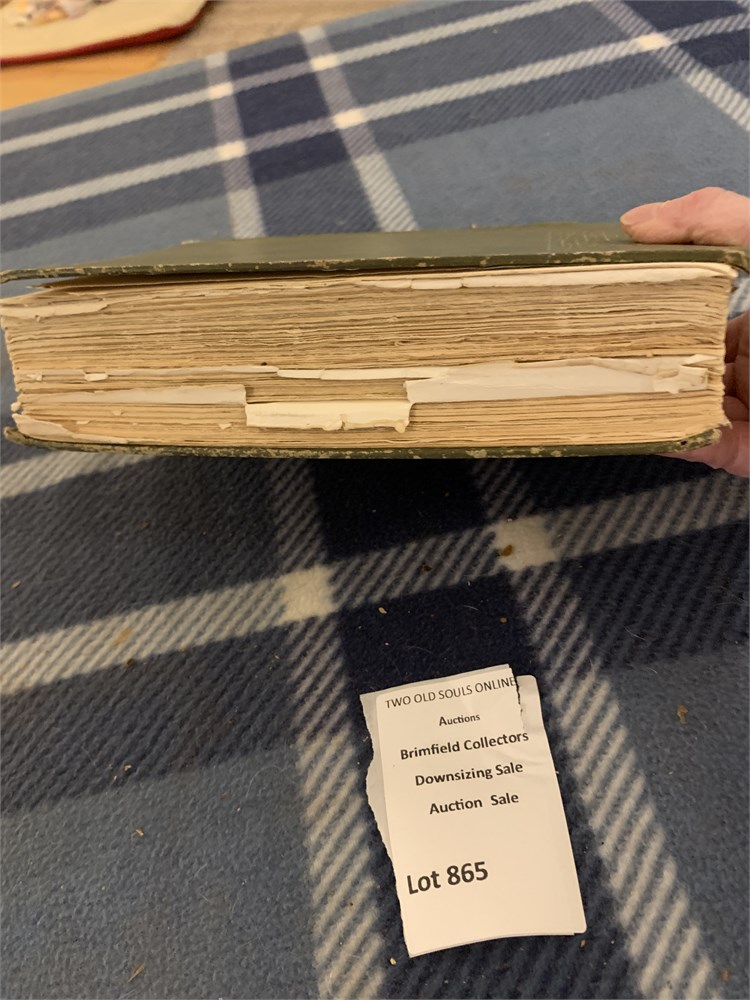 TWO OLD SOULS ONLINE
Auctions
Brimfield Collectors
Downsizing Sale
Auction Sale
Lot 865